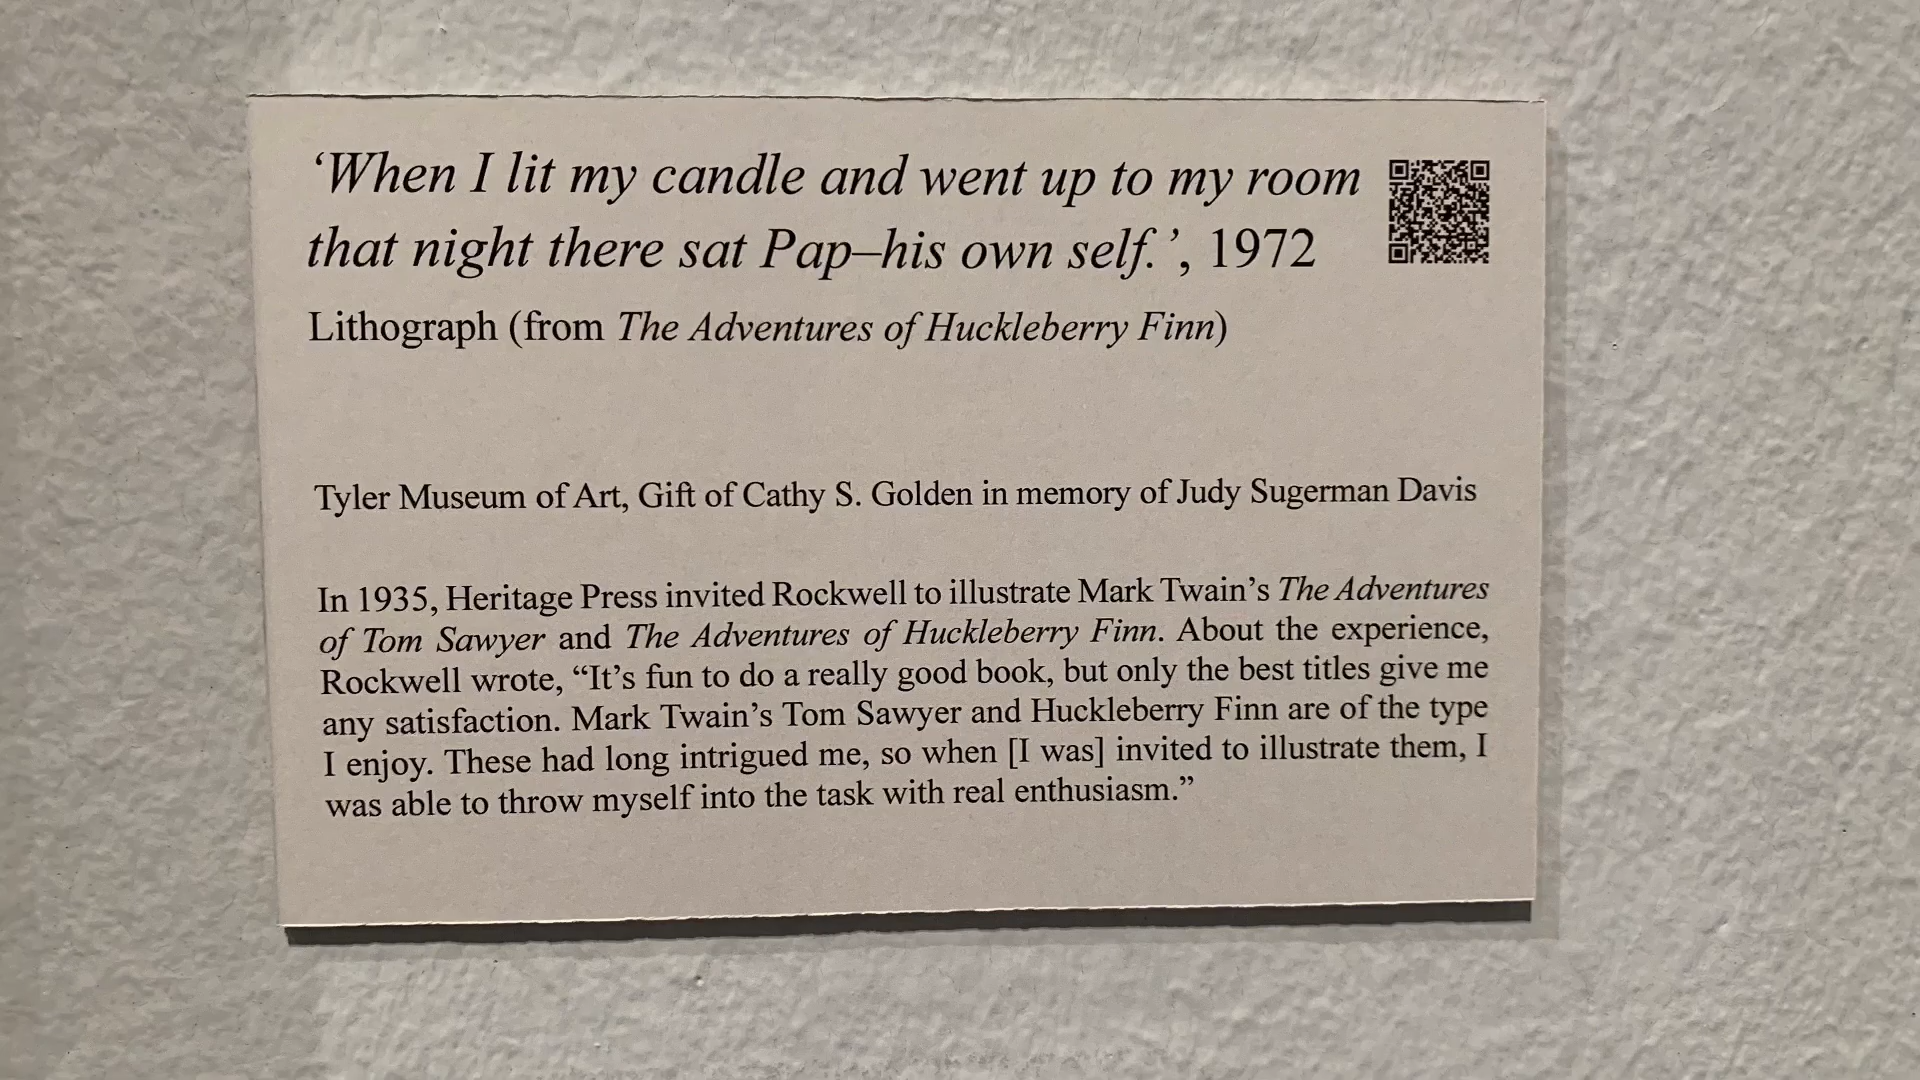 ‘When I lit my candle and went up to my room
that night there sat Pap–his own self.’, 1972
Lithograph (from The Adventures of Huckleberry Finn)
Tyler Museum of Art, Gift of Cathy S. Golden in memory of Judy Sugerman Davis
In 1935, Heritage Press invited Rockwell to illustrate Mark Twain’s The Adventures
of Tom Sawyer and The Adventures of Huckleberry Finn. About the experience,
Rockwell wrote, “It’s fun to do a really good book, but only the best titles give me
any satisfaction. Mark Twain’s Tom Sawyer and Huckleberry Finn are of the type
I enjoy. These had long intrigued me, so when [I was] invited to illustrate them, I
was able to throw myself into the task with real enthusiasm.”